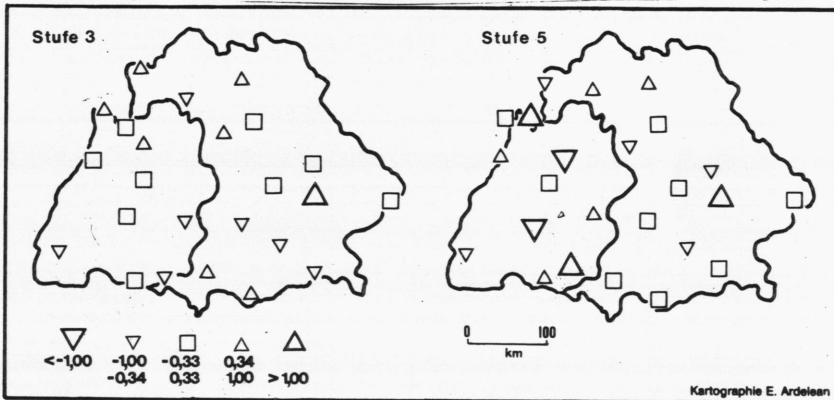 Stufe 3
Stufe 5
<-1,00 -1,00 -0,33 0,34 >1,00
-0,34 0,33 1,00
0 100
km
Kartographie E. Ardelean